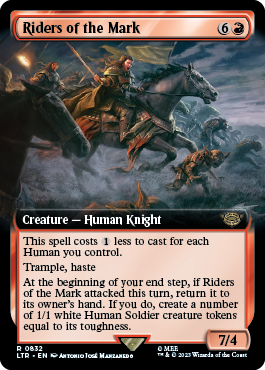 Riders of the Mark 6
Creature — Human Knight
This spell costs 1 less to cast for each
Human you control.
Trample, haste
At the beginning of your end step, if Riders
of the Mark attacked this turn, return it to
its owner's hand. If you do, create a number
of 1/1 white Human Soldier creature tokens
equal to its toughness.
7/4
R 0832
LTR • EN Antonio José Manzanedo
© MEE
™ & © 2023 Wizards of the Coast